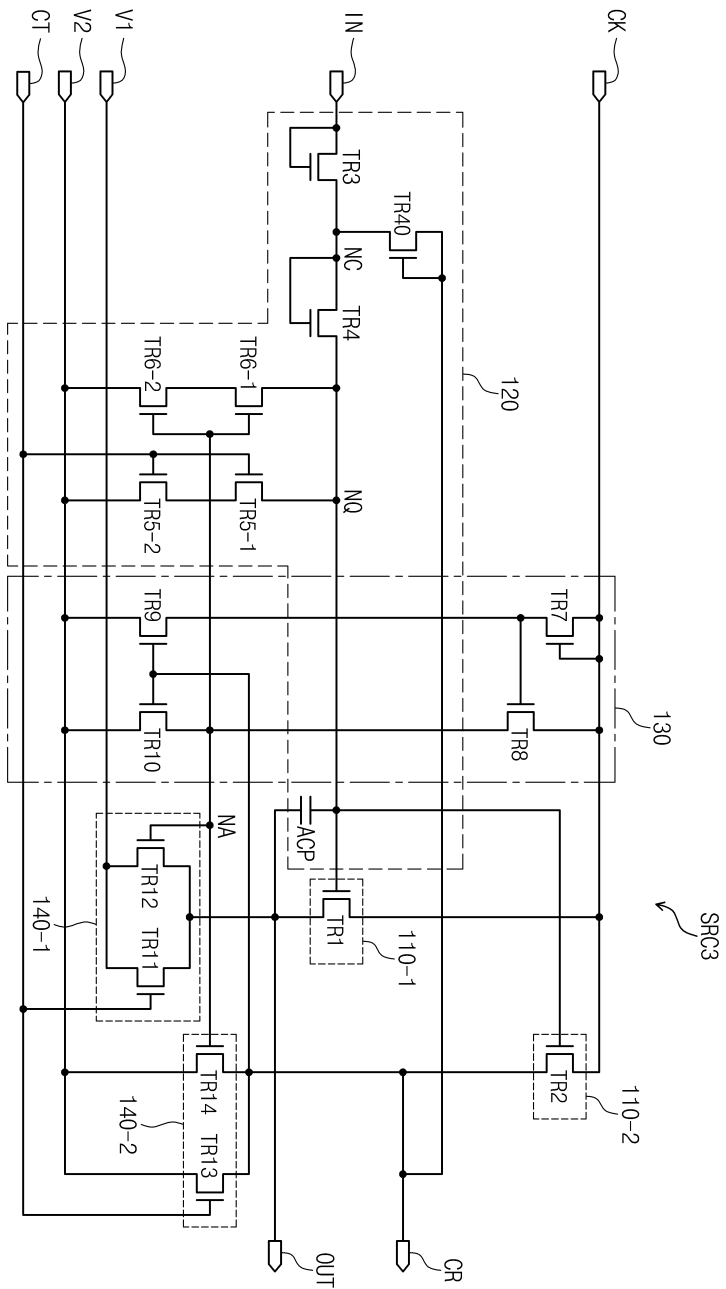 SRC3
CK
TR7
TR8
130
TR2
110-2
120
TR40
CR
IN
TR3
NC
TR4
NQ
TR1
110-1
ACP
OUT
TR6-1
TR5-1
NA
TR6-2
TR5-2
TR9
TR10
TR12
TR11
140-1
TR14
TR13
140-2
V1
V2
CT